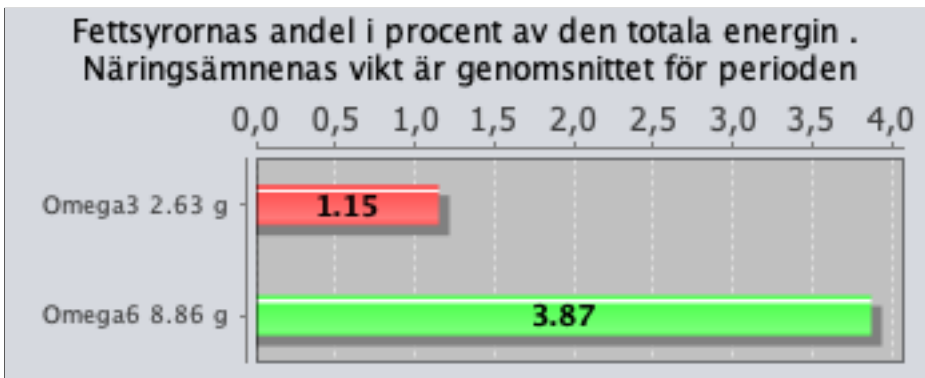 Fettsyrornas andel i procent av den totala energin .
Näringsämnenas vikt är genomsnittet för perioden
0,0 0,5 1,0 1,5 2,0 2,5 3,0 3,5 4,0
Omega3 2.63 g 1.15
Omega6 8.86 g 3.87